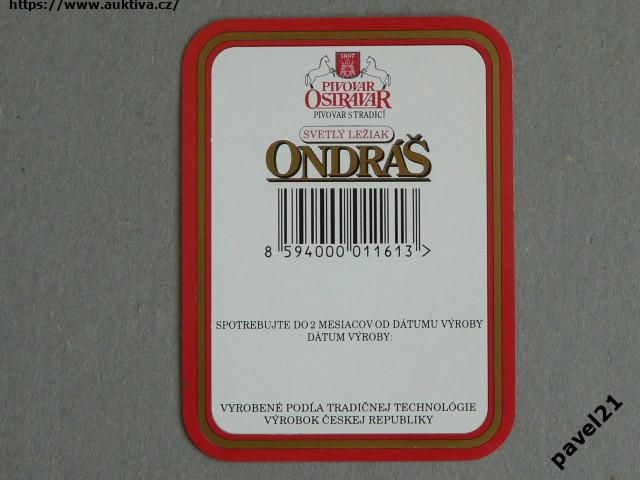 https://www.auktiva.cz/
1897
PIVOVAR
OSTRAVAR
PIVOVAR S TRADICÍ
SVETLÝ LEŽIAK
ONDRÁŠ
8 594000 011613 >
SPOTREBUJTE DO 2 MESIACOV OD DÁTUMU VÝROBY
DÁTUM VÝROBY:
VYROBENÉ PODĽA TRADIČNEJ TECHNOLÓGIE
VÝROBOK ČESKEJ REPUBLIKY
pavel21